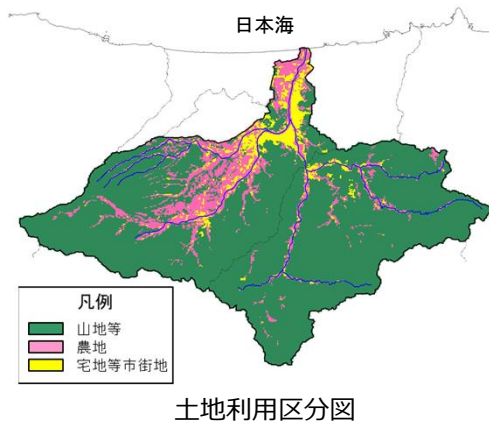 日本海
凡例
山地等
農地
宅地等市街地
土地利用区分図